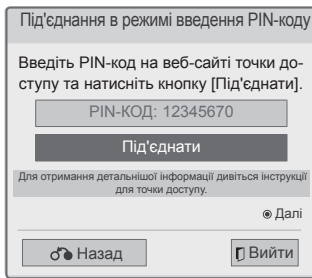 Під'єднання в режимі введення PIN-коду
Введіть PIN-код на веб-сайті точки до-
ступу та натисніть кнопку [Під'єднати].
PIN-КОД: 12345670
Під'єднати
Для отримання детальнішої інформації дивіться інструкції
для точки доступу.
Далі
Назад
Вийти